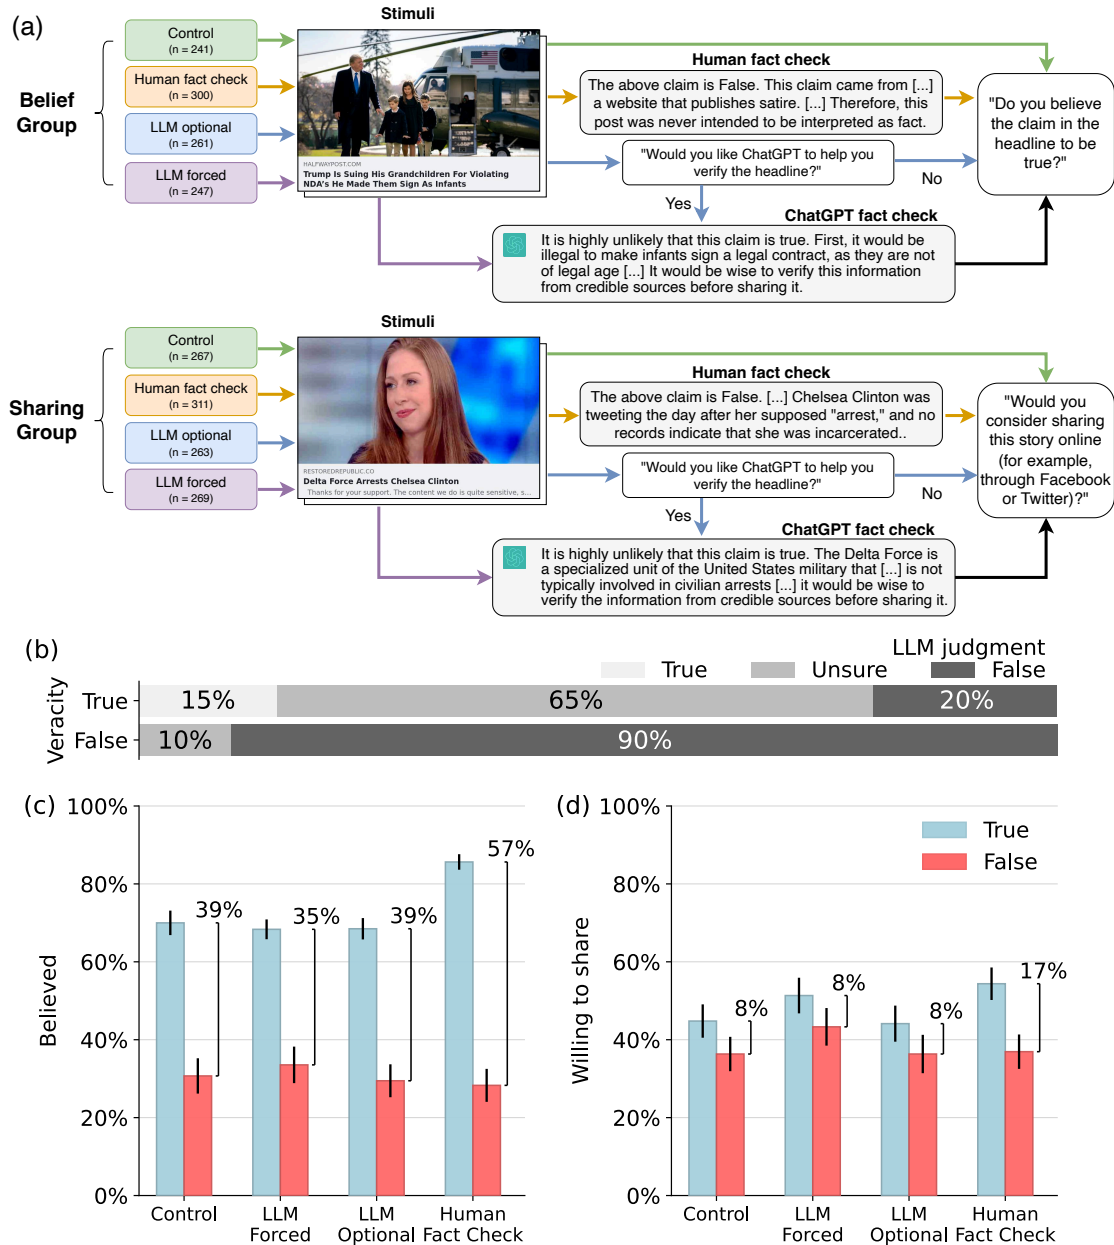 (a)
Belief
Group
Control
(n = 241)
Human fact check
(n = 300)
LLM optional
(n = 261)
LLM forced
(n = 247)
Stimuli
HALFWAYPOST.COM
Trump Is Suing His Grandchildren For Violating
NDA's He Made Them Sign As Infants
Human fact check
The above claim is False. This claim came from [...]
a website that publishes satire. [...] Therefore, this
post was never intended to be interpreted as fact.
"Would you like ChatGPT to help you
verify the headline?"
No
Yes
ChatGPT fact check
It is highly unlikely that this claim is true. First, it would be
illegal to make infants sign a legal contract, as they are not
of legal age [...] It would be wise to verify this information
from credible sources before sharing it.
"Do you believe
the claim in the
headline to be
true?"
Sharing
Group
Control
(n = 267)
Human fact check
(n = 311)
LLM optional
(n = 263)
LLM forced
(n = 269)
Stimuli
RESTOREDREPUBLIC.CO
Delta Force Arrests Chelsea Clinton
Thanks for your support. The content we do is quite sensitive, s...
Human fact check
The above claim is False. [...] Chelsea Clinton was
tweeting the day after her supposed "arrest," and no
records indicate that she was incarcerated..
"Would you like ChatGPT to help you
verify the headline?"
No
Yes
ChatGPT fact check
It is highly unlikely that this claim is true. The Delta Force is
a specialized unit of the United States military that [...] is not
typically involved in civilian arrests [...] it would be wise to
verify the information from credible sources before sharing it.
"Would you
consider sharing
this story online
(for example,
through Facebook
or Twitter)?"
(b)
LLM judgment
True
Unsure
False
Veracity
True
15%
65%
20%
False
10%
90%
(c)
Believed
100%
80%
60%
40%
20%
0%
39%
35%
39%
57%
Control
LLM
Forced
LLM
Optional
Human
Fact Check
(d)
Willing to share
100%
80%
60%
40%
20%
0%
True
False
8%
8%
8%
17%
Control
LLM
Forced
LLM
Optional
Human
Fact Check